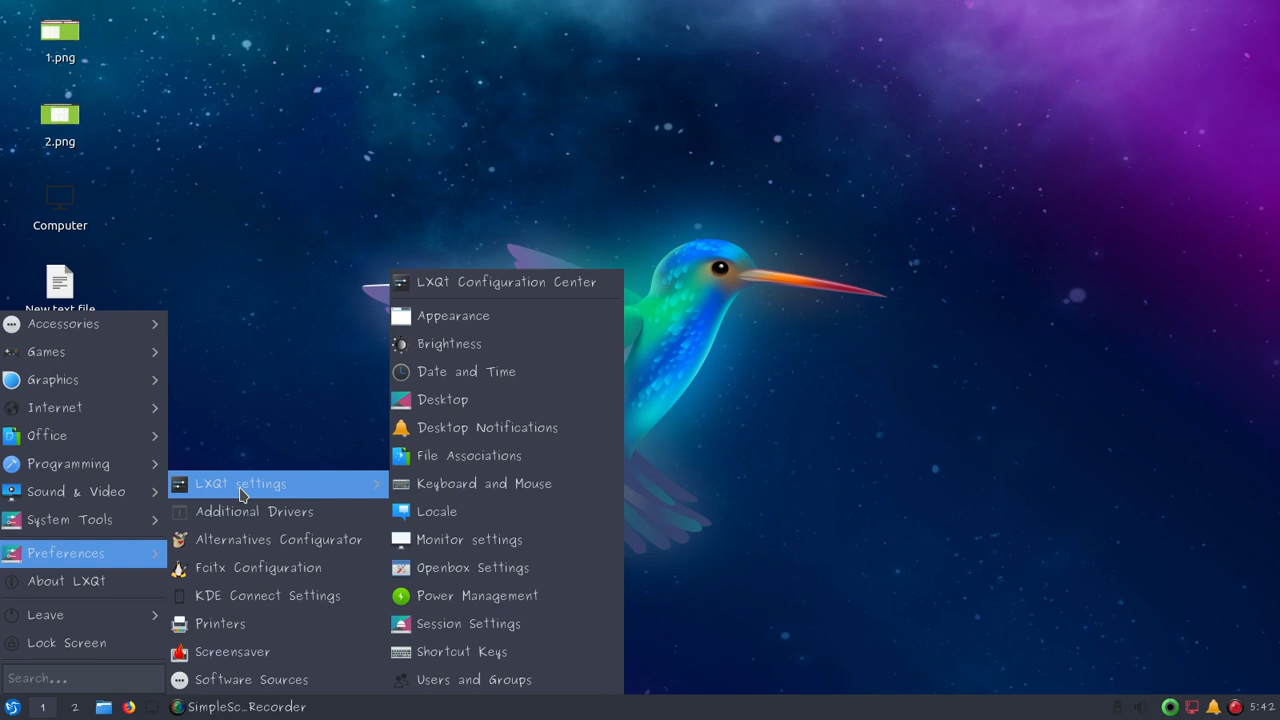 1.png
2.png
Computer
New text file
Accessories
Games
Graphics
Internet
Office
Programming
Sound & Video
System Tools
Preferences
About LXQt
Leave
Lock Screen
Search...
LXQt settings
Additional Drivers
Alternatives Configurator
Fcitx Configuration
KDE Connect Settings
Printers
Screensaver
Software Sources
LXQt Configuration Center
Appearance
Brightness
Date and Time
Desktop
Desktop Notifications
File Associations
Keyboard and Mouse
Locale
Monitor settings
Openbox Settings
Power Management
Session Settings
Shortcut Keys
Users and Groups
1 2 SimpleSc...Recorder 5:42